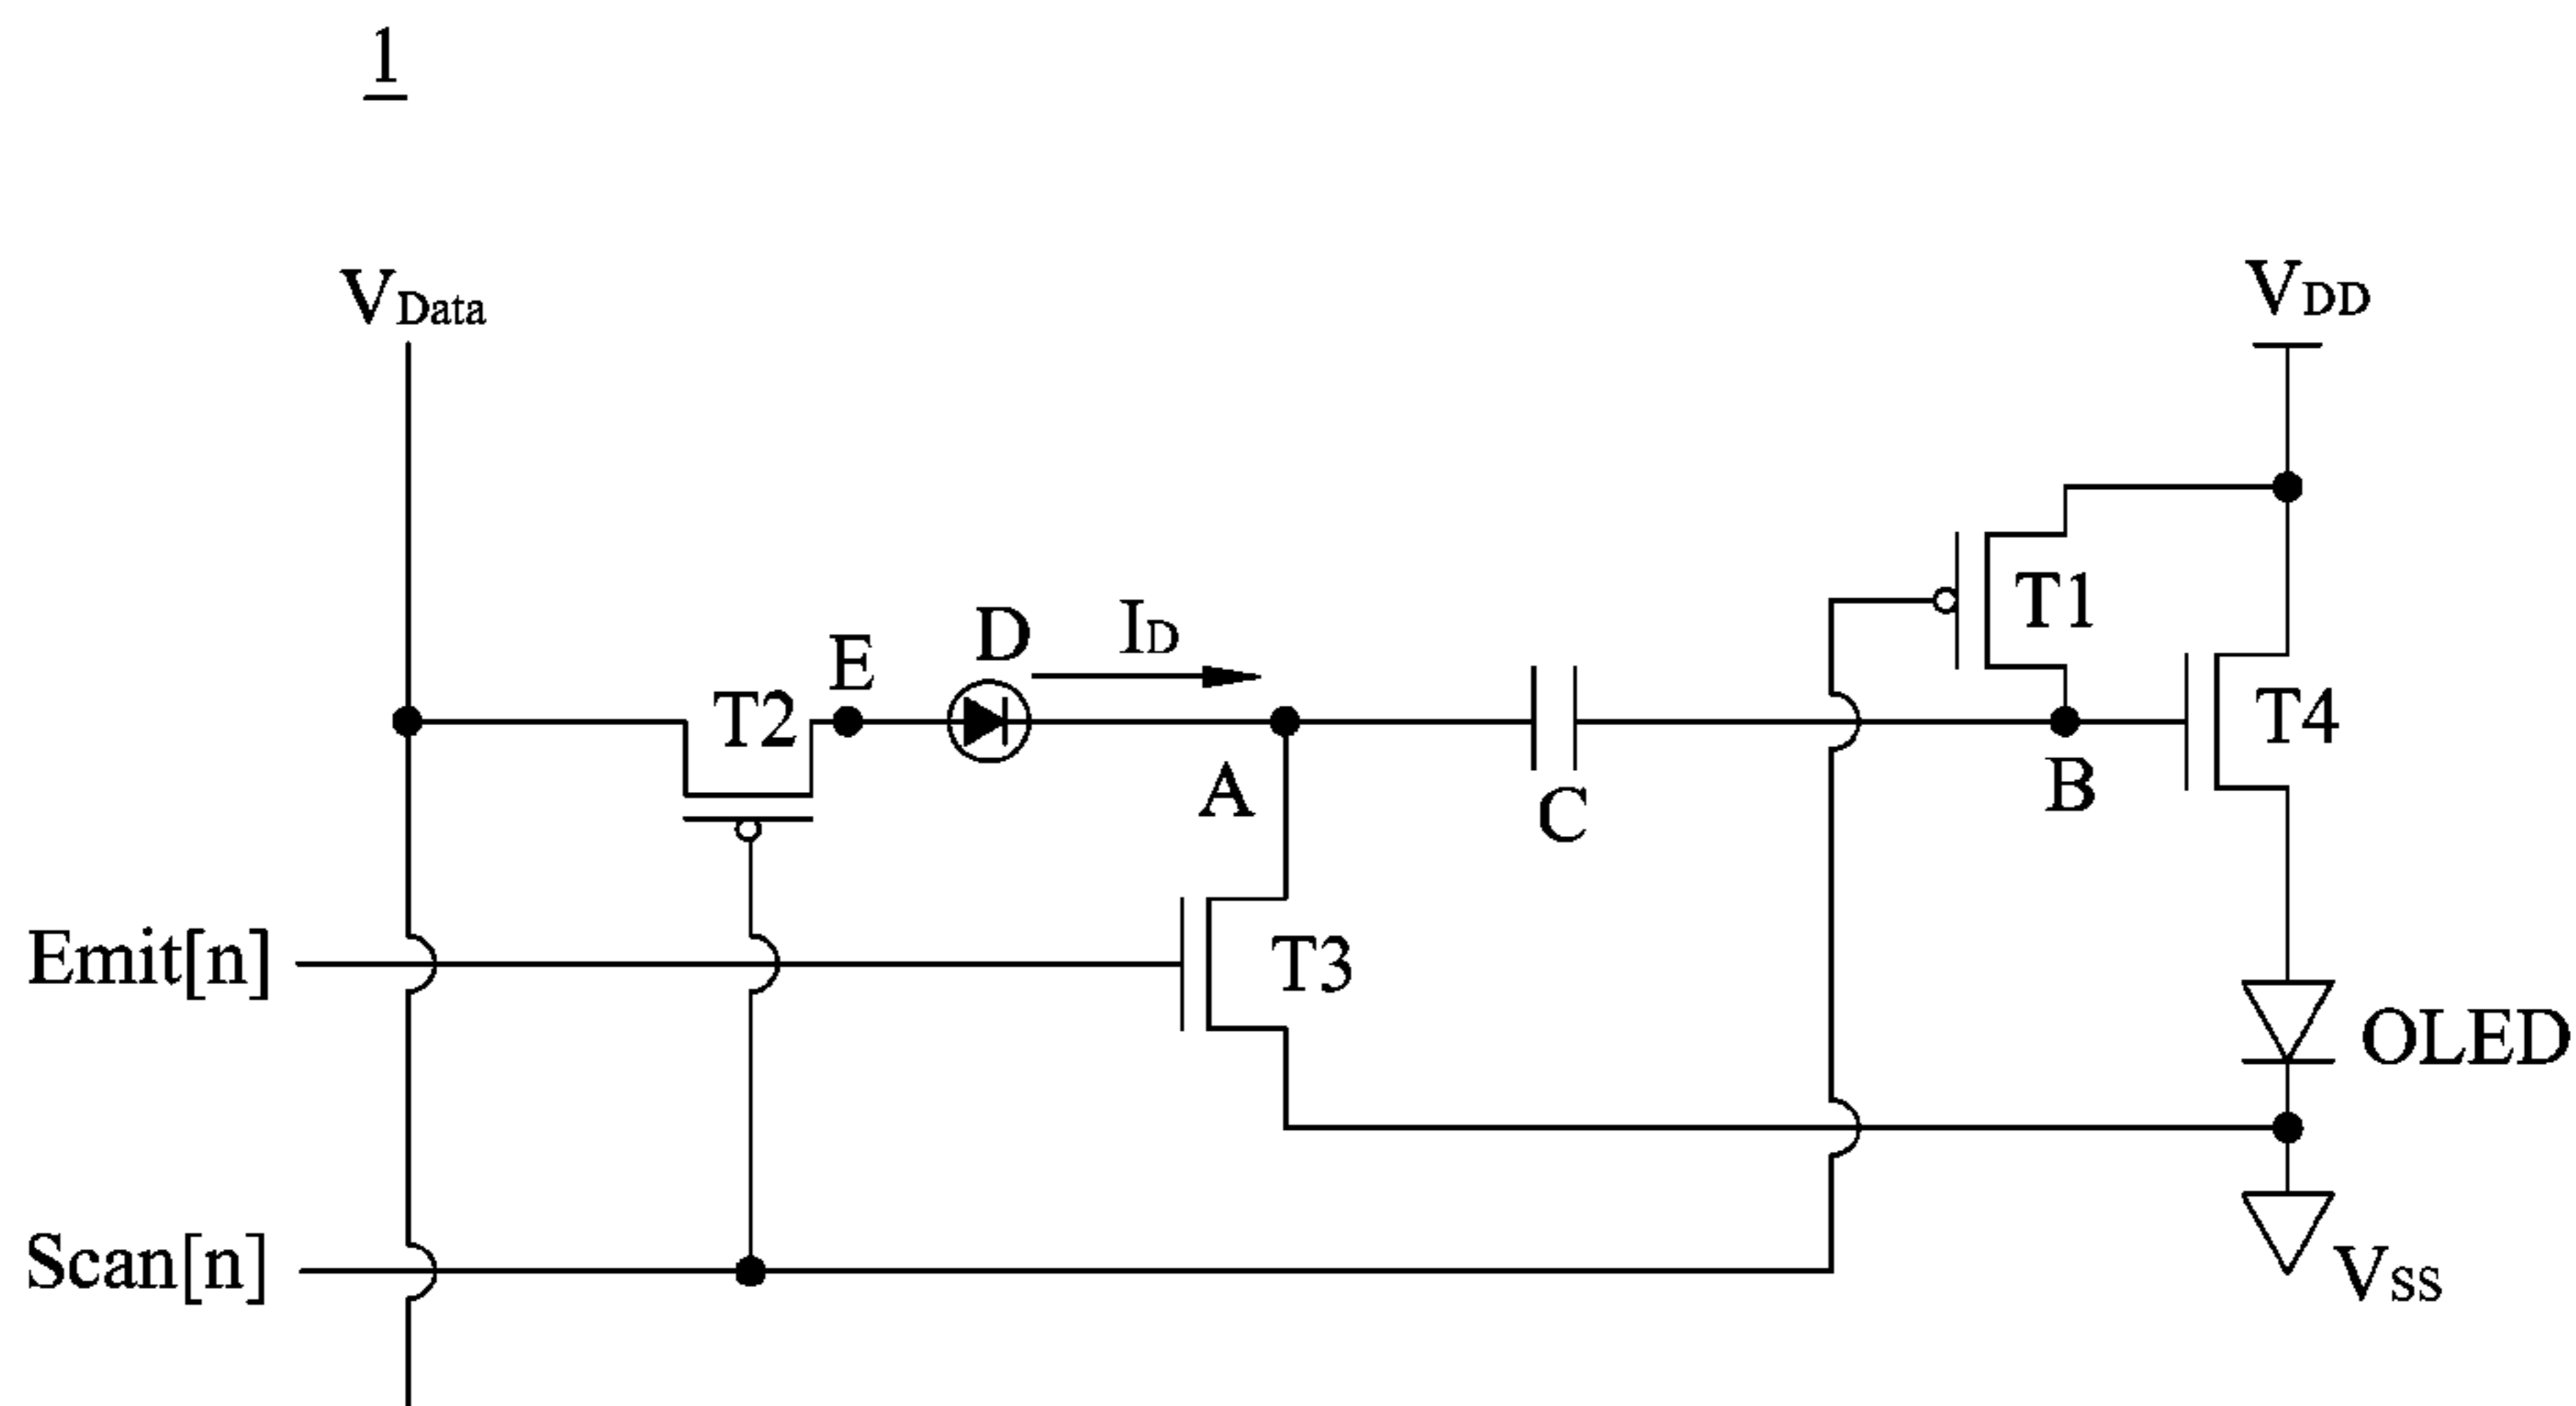 1
VData
VDD
T1
D
ID
E
T2
T4
A
C
B
Emit[n]
T3
OLED
Scan[n]
VSS